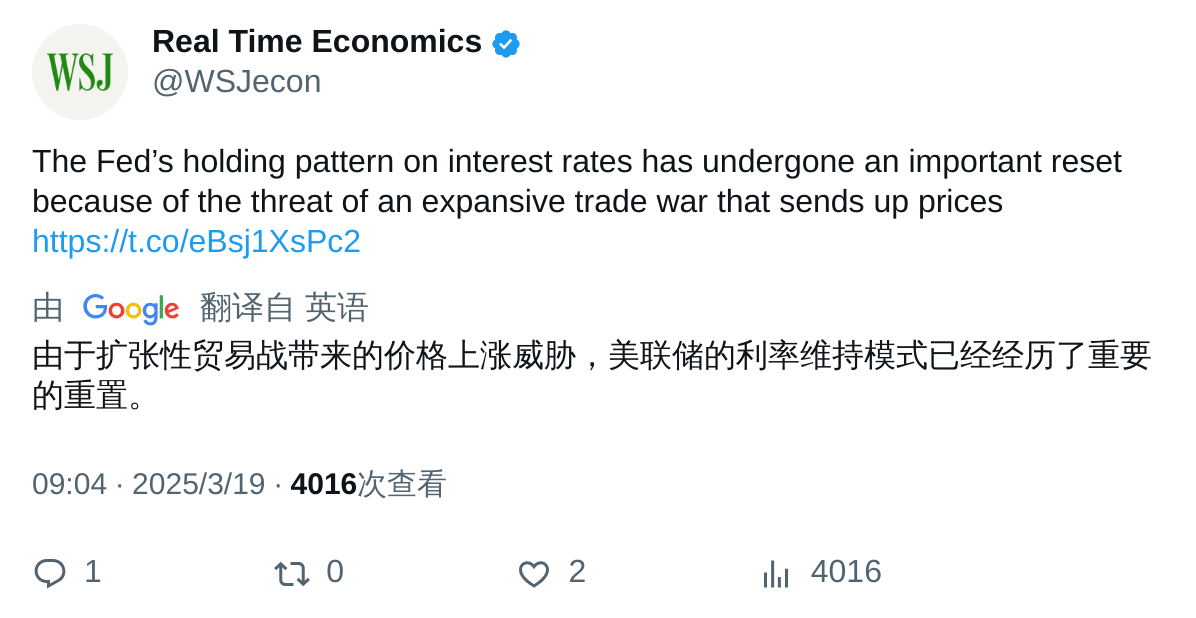 WSJ
Real Time Economics
@WSJecon
The Fed’s holding pattern on interest rates has undergone an important reset
because of the threat of an expansive trade war that sends up prices
https://t.co/eBsj1XsPc2
由 Google 翻译自 英语
由于扩张性贸易战带来的价格上涨威胁，美联储的利率维持模式已经经历了重要
的重置。
09:04 · 2025/3/19 · 4016次查看
1 0 2 4016